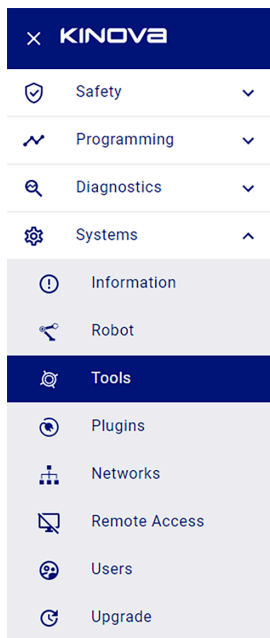 KINOVA
Safety
Programming
Diagnostics
Systems
Information
Robot
Tools
Plugins
Networks
Remote Access
Users
Upgrade